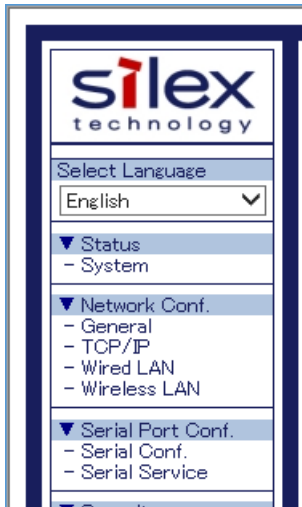 silex
technology
Select Language
English
▼ Status
- System
▼ Network Conf.
- General
- TCP/IP
- Wired LAN
- Wireless LAN
▼ Serial Port Conf.
- Serial Conf.
- Serial Service